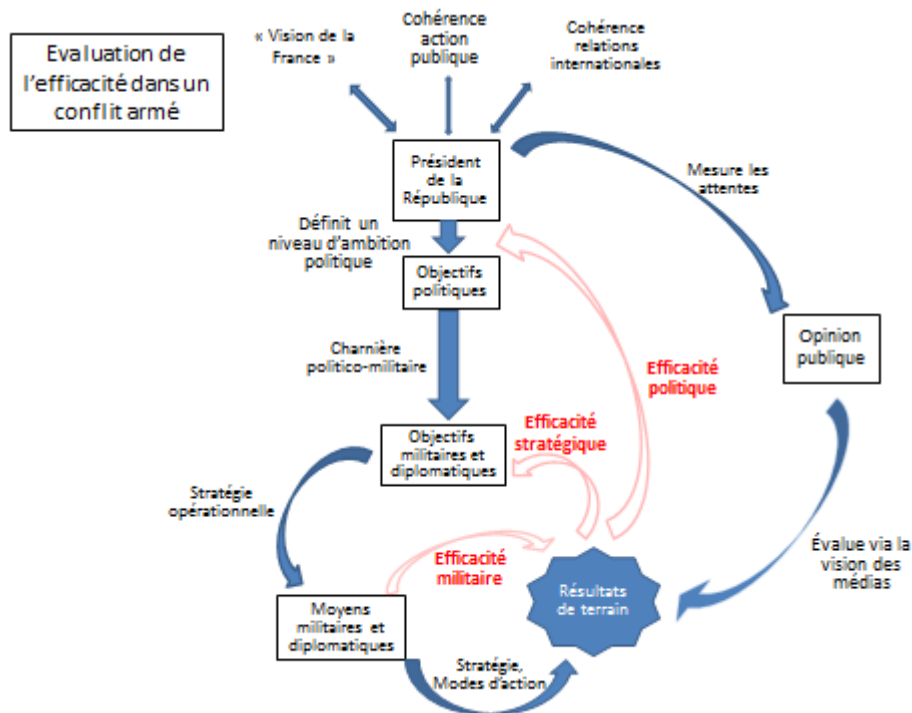 Evaluation de
l'efficacité dans un
conflit armé
« Vision de la
France »
Cohérence
action
publique
Cohérence
relations
internationales
Président
de la
République
Mesure les
attentes
Définit un
niveau d'ambition
politique
Objectifs
politiques
Opinion
publique
Charnière
politico-militaire
Efficacité
politique
Efficacité
stratégique
Objectifs
militaires et
diplomatiques
Stratégie
opérationnelle
Évalue via la
vision des
médias
Efficacité
militaire
Résultats
de terrain
Moyens
militaires et
diplomatiques
Stratégie,
Modes d'action